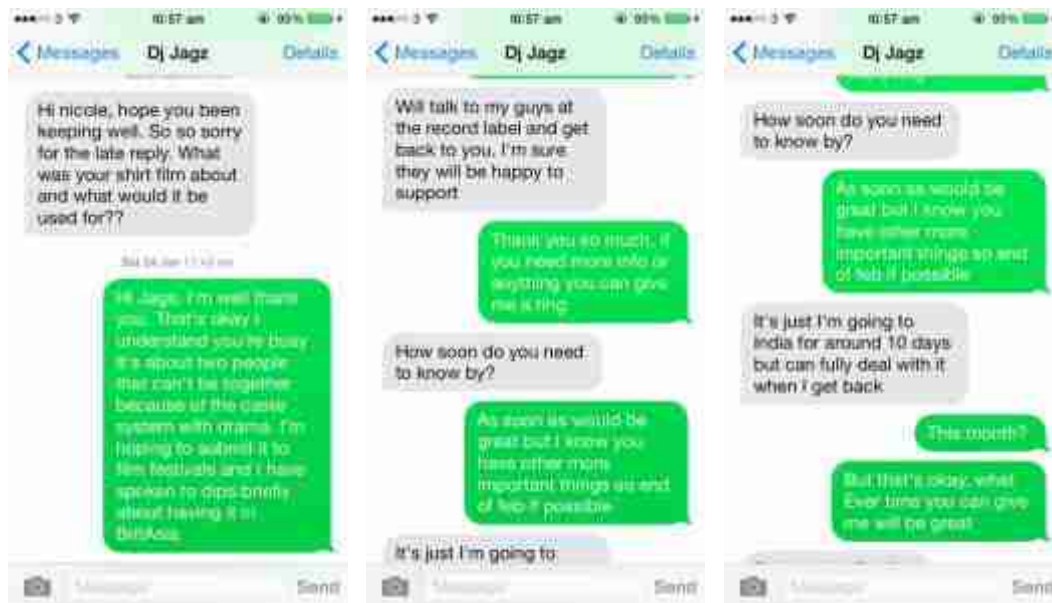 10:57 am
99%
Messages
Dj Jagz
Details
Hi nicole, hope you been
keeping well. So so sorry
for the late reply. What
was your shirt film about
and what would it be
used for??
Hi Jagz, I'm well thank
you. That's okay I
understand you're busy
It's about two people
that can't be together
because of the caste
system with drama. I'm
hoping to submit it to
film festivals and I have
spoken to dips briefly
about having it in
BritAsia
Message
Send
10:57 am
99%
Messages
Dj Jagz
Details
Will talk to my guys at
the record label and get
back to you. I'm sure
they will be happy to
support
Thank you so much, if
you need more info or
anything you can give
me a ring
How soon do you need
to know by?
As soon as would be
great but I know you
have other more
important things so end
of feb if possible
It's just I'm going to
Message
Send
10:57 am
99%
Messages
Dj Jagz
Details
How soon do you need
to know by?
As soon as would be
great but I know you
have other more
important things so end
of feb if possible
It's just I'm going to
India for around 10 days
but can fully deal with it
when I get back
This month?
But that's okay, what
Ever time you can give
me will be great
Message
Send